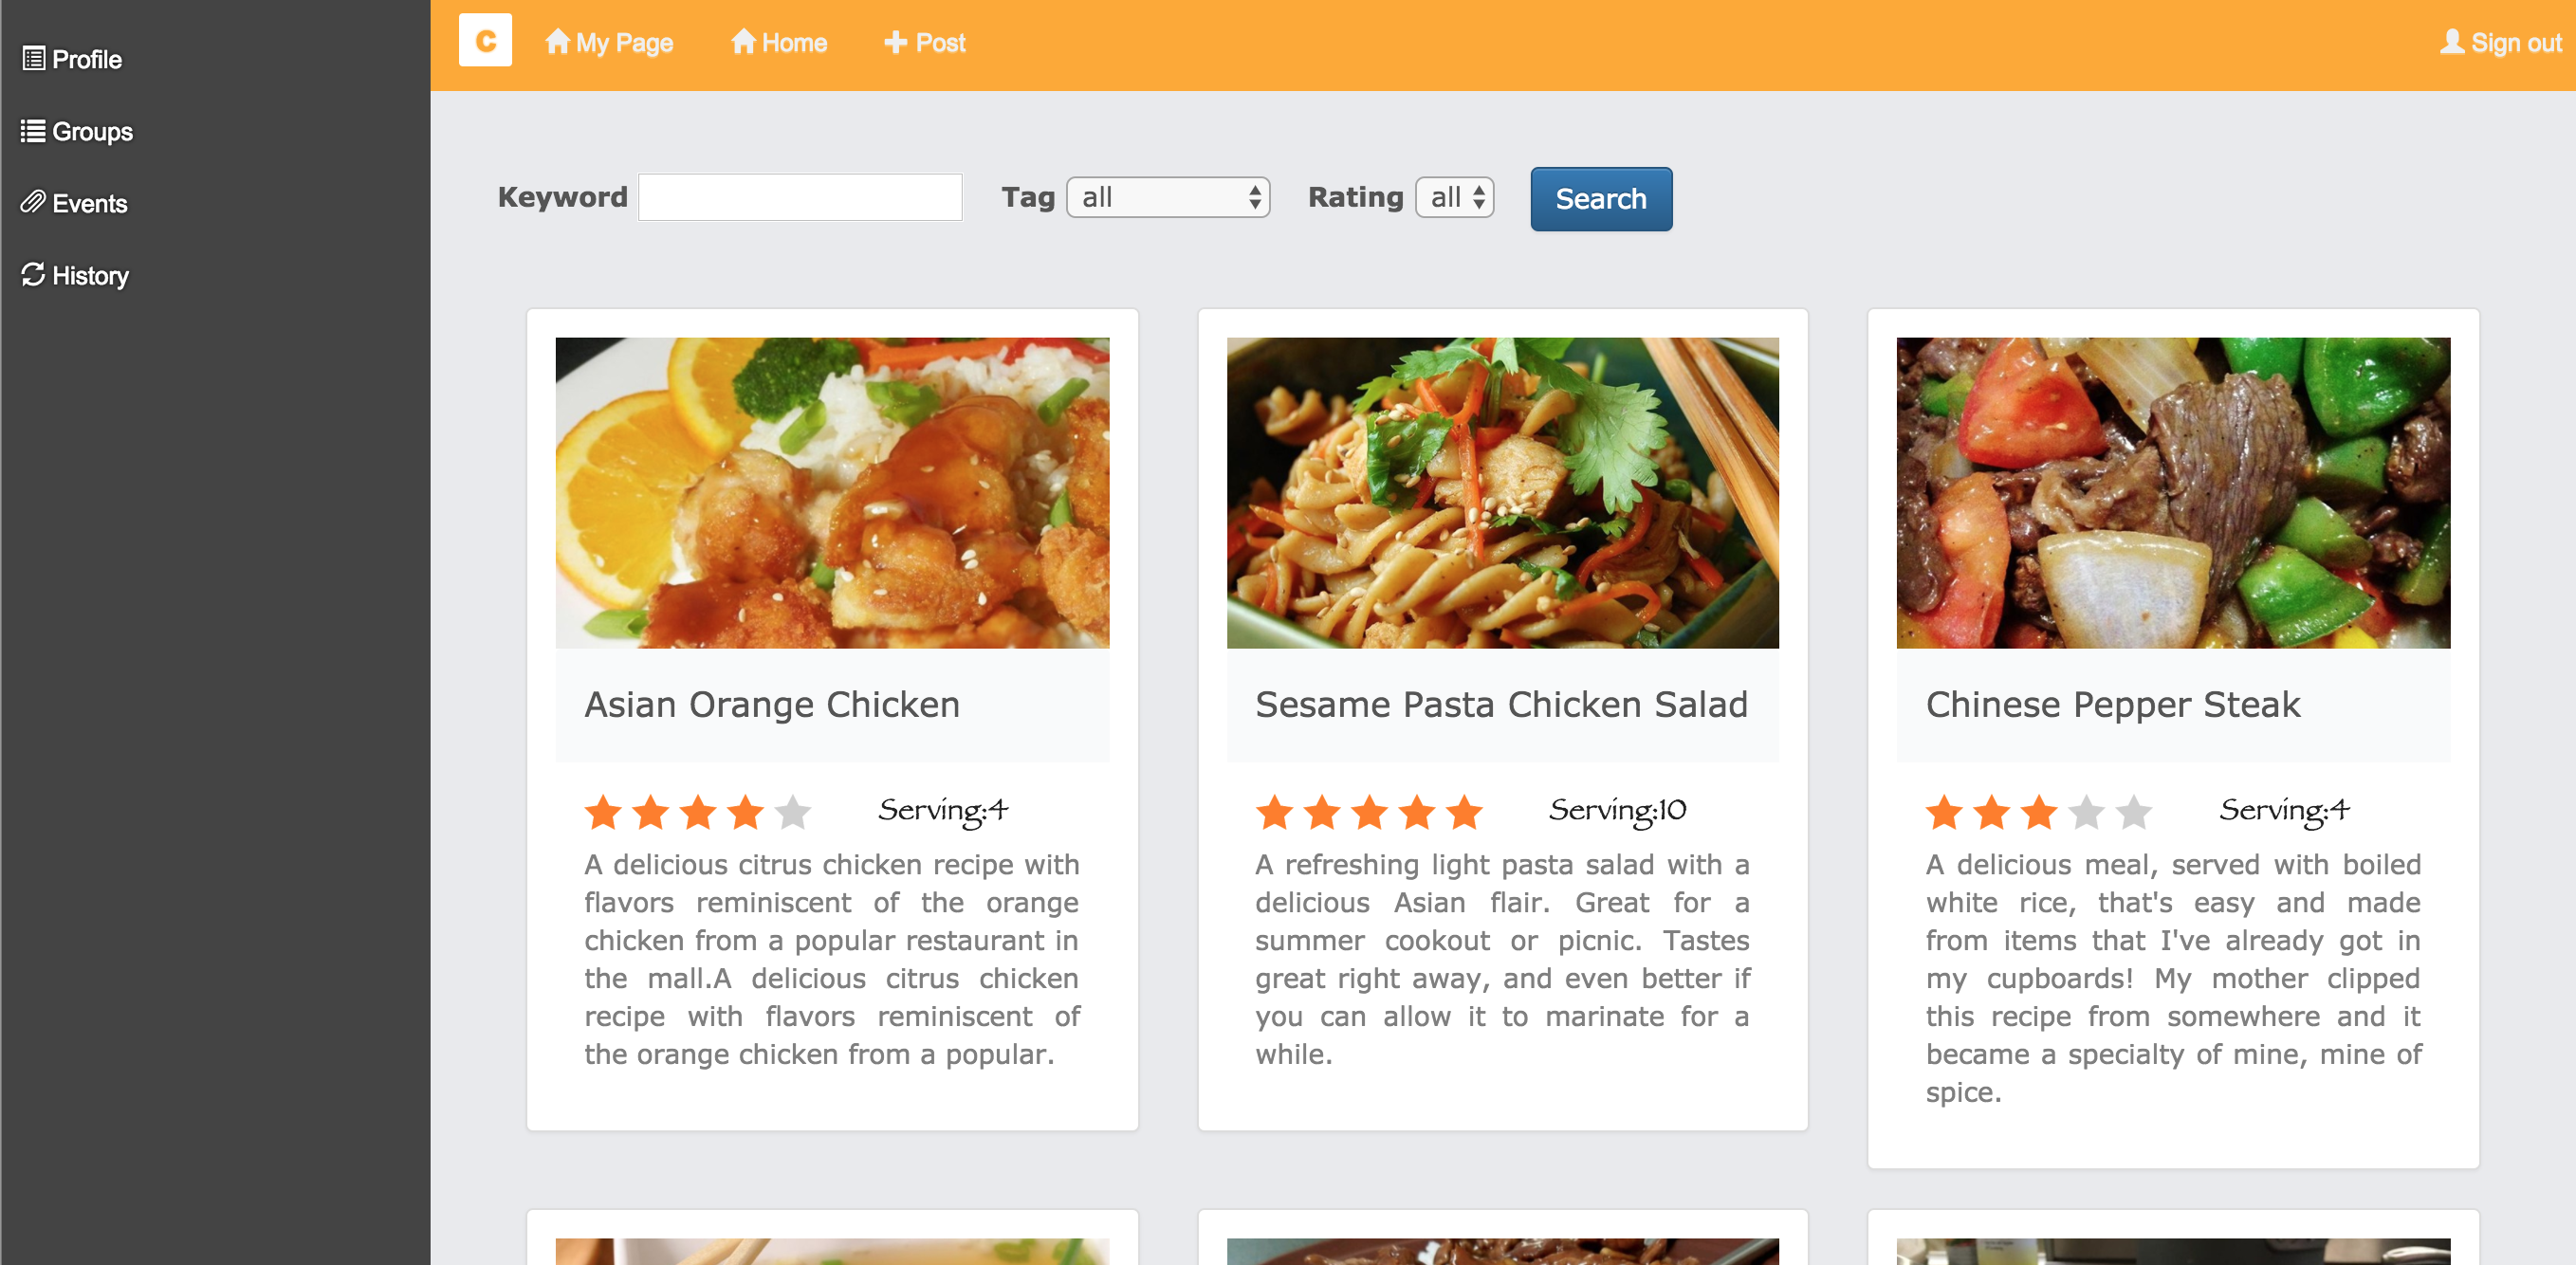 Profile
Groups
Events
History
C
My Page
Home
Post
Sign out
Keyword
Tag all
Rating all
Search
Asian Orange Chicken
Serving:4
A delicious citrus chicken recipe with
flavors reminiscent of the orange
chicken from a popular restaurant in
the mall.A delicious citrus chicken
recipe with flavors reminiscent of
the orange chicken from a popular.
Sesame Pasta Chicken Salad
Serving:10
A refreshing light pasta salad with a
delicious Asian flair. Great for a
summer cookout or picnic. Tastes
great right away, and even better if
you can allow it to marinate for a
while.
Chinese Pepper Steak
Serving:4
A delicious meal, served with boiled
white rice, that's easy and made
from items that I've already got in
my cupboards! My mother clipped
this recipe from somewhere and it
became a specialty of mine, mine of
spice.